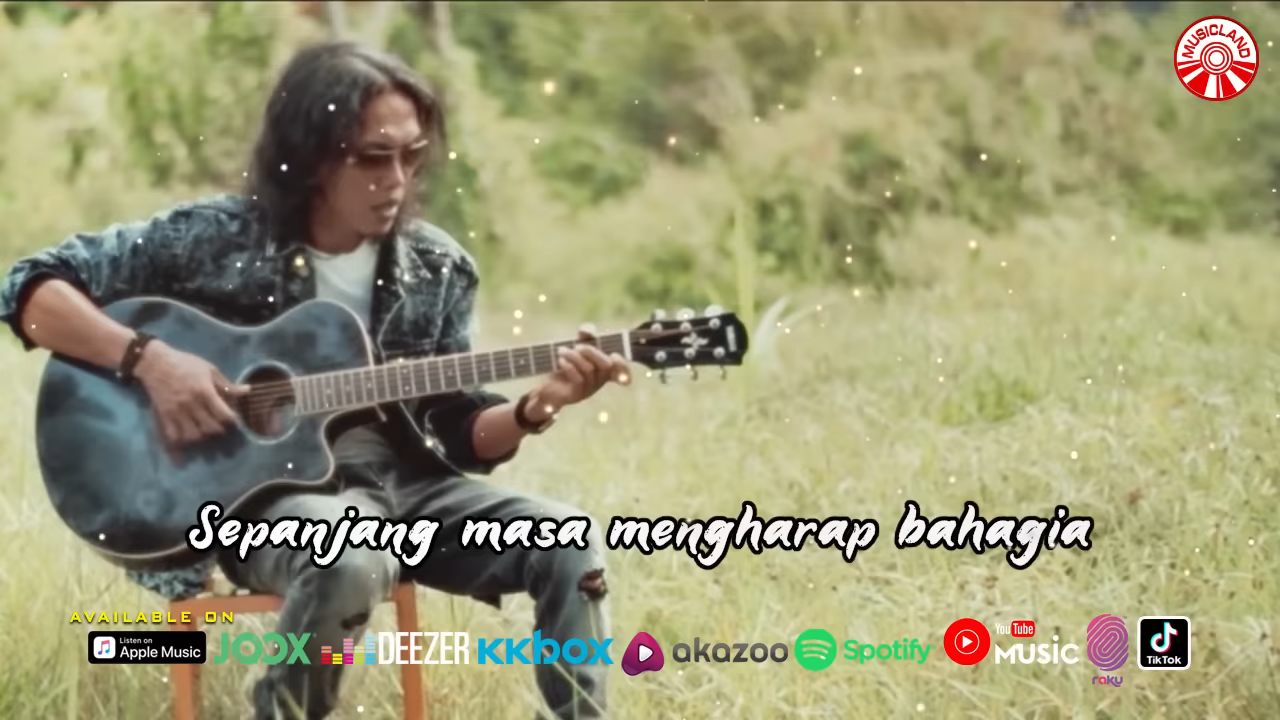 MUSICLAND
Sepanjang masa mengharap bahagia
AVAILABLE ON
Listen on
Apple Music
JOOX
DEEZER
KKBOX
akazoo
Spotify
YouTube
MUSIC
raku
TikTok